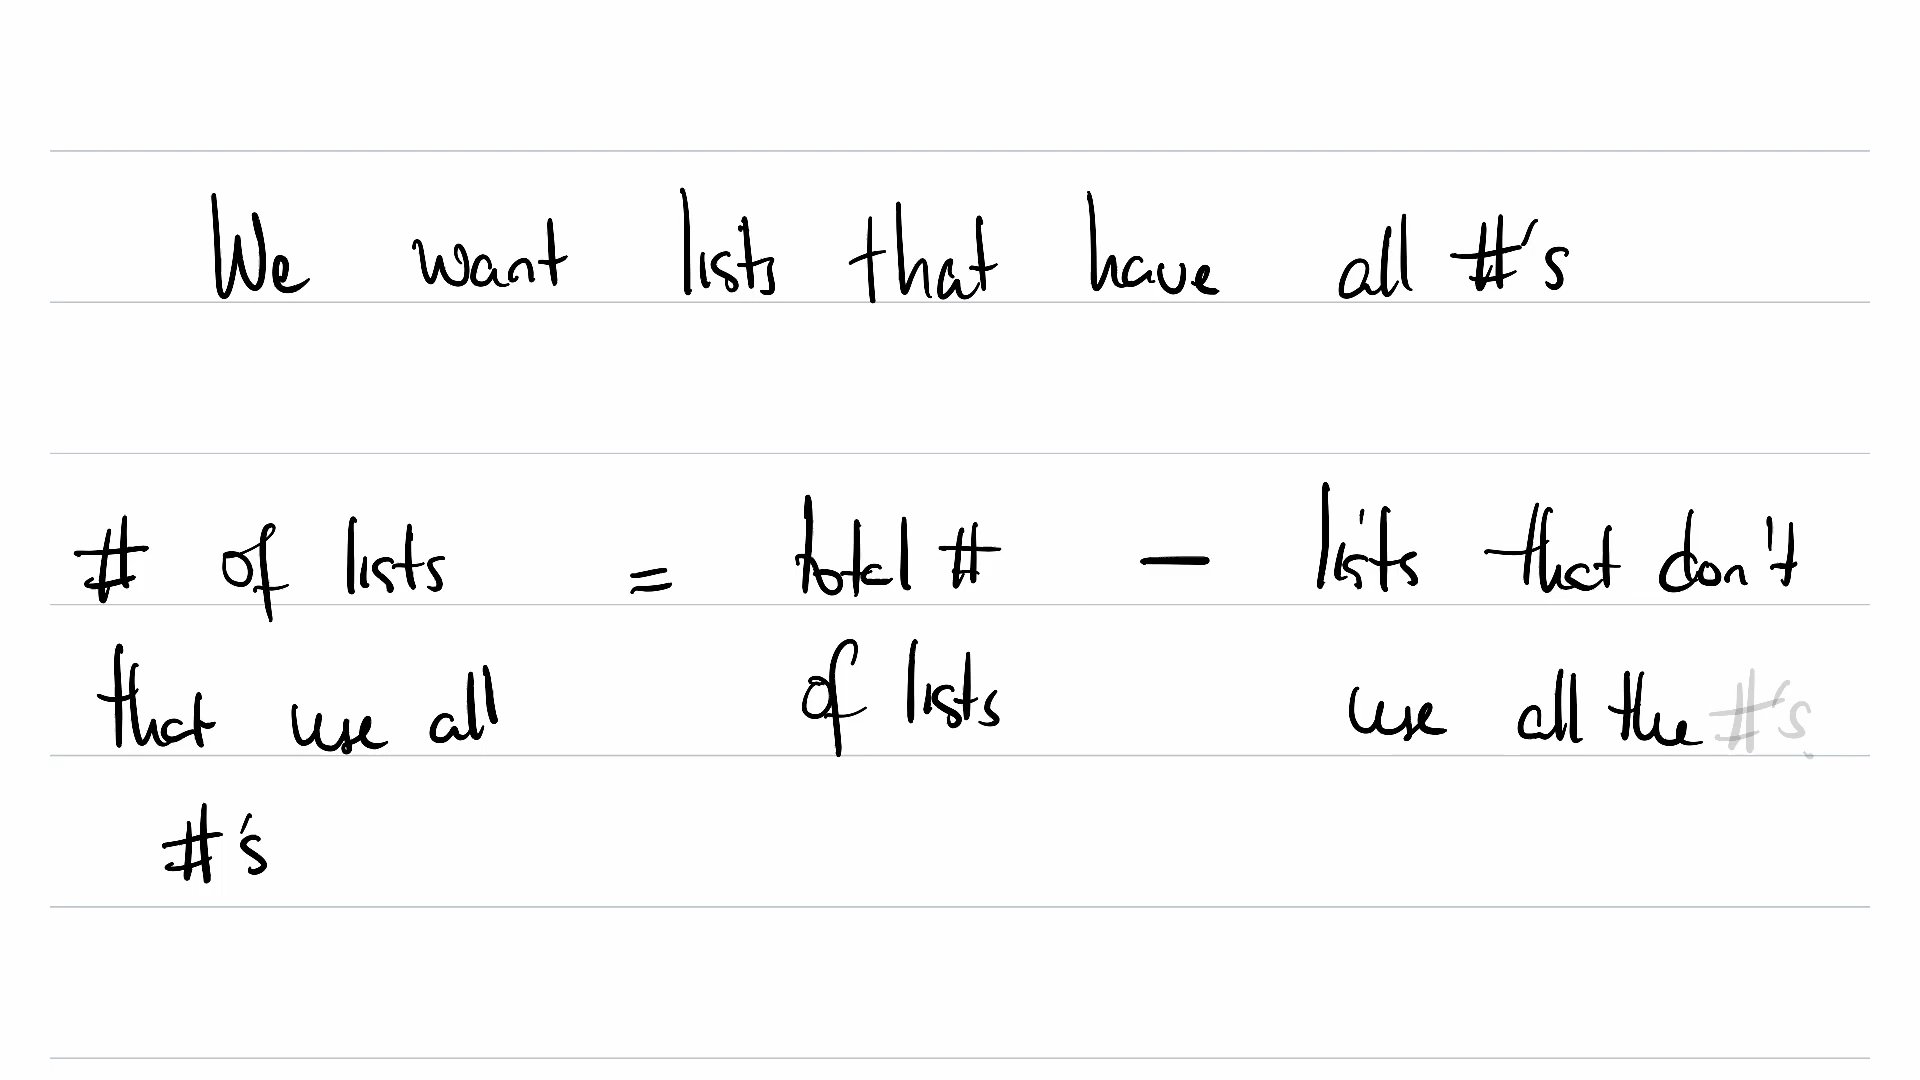 We want lists that have all #'s
# of lists = total # - lists that don't
that use all of lists use all the #'s.
#'s